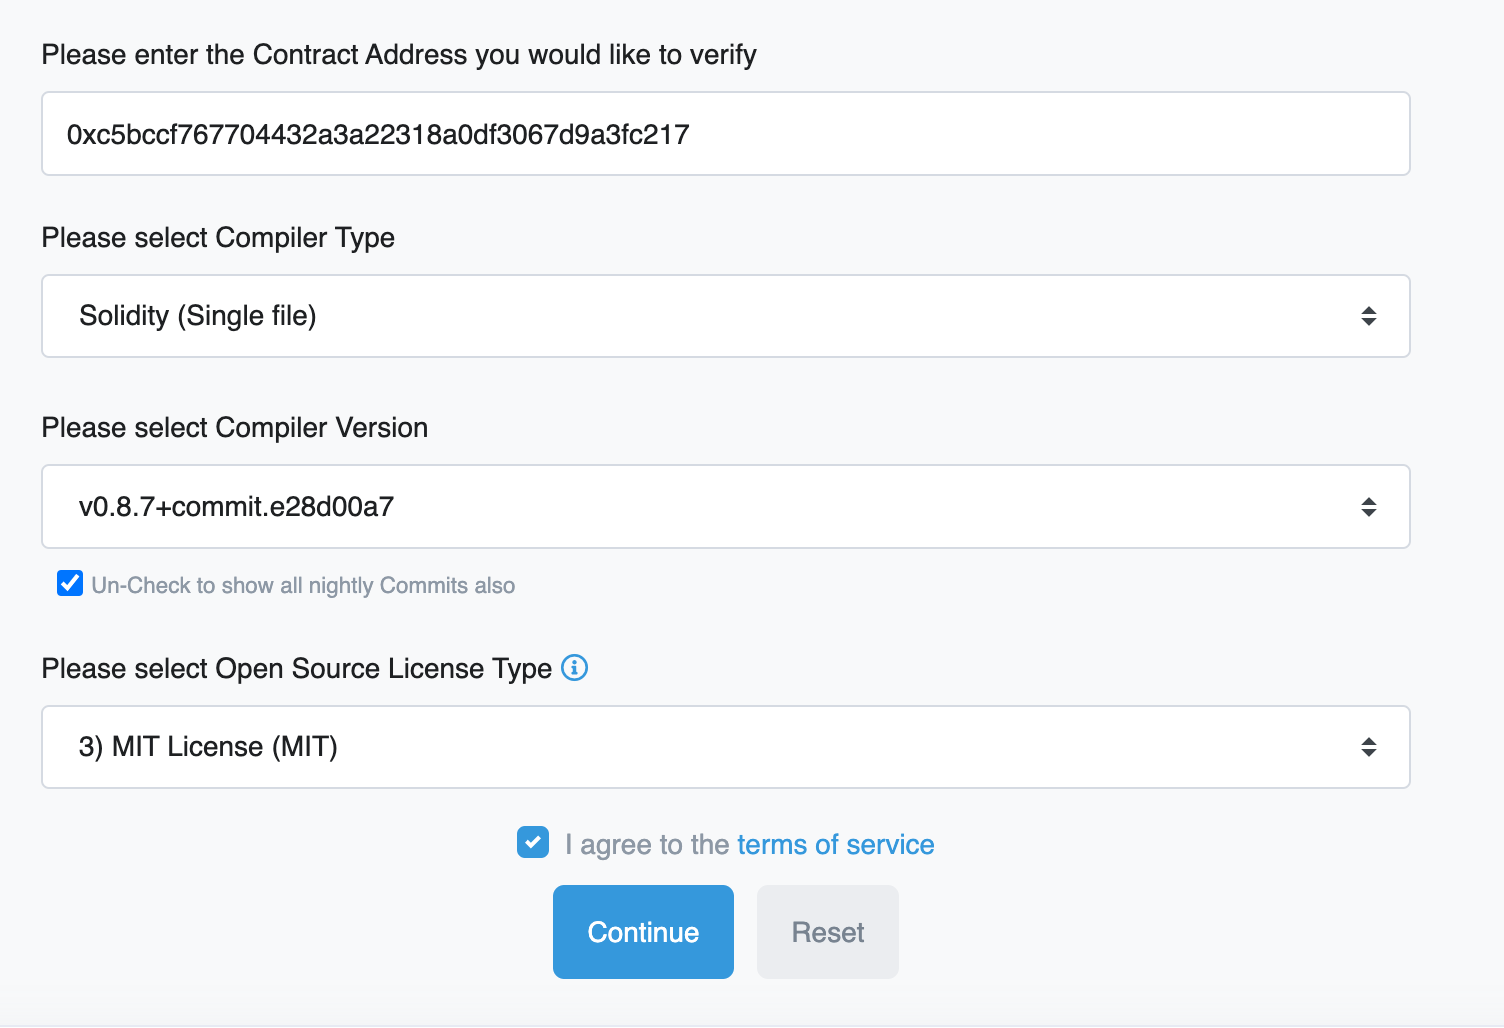 Please enter the Contract Address you would like to verify
0xc5bccf767704432a3a22318a0df3067d9a3fc217
Please select Compiler Type
Solidity (Single file)
Please select Compiler Version
v0.8.7+commit.e28d00a7
Un-Check to show all nightly Commits also
Please select Open Source License Type
3) MIT License (MIT)
I agree to the terms of service
Continue Reset